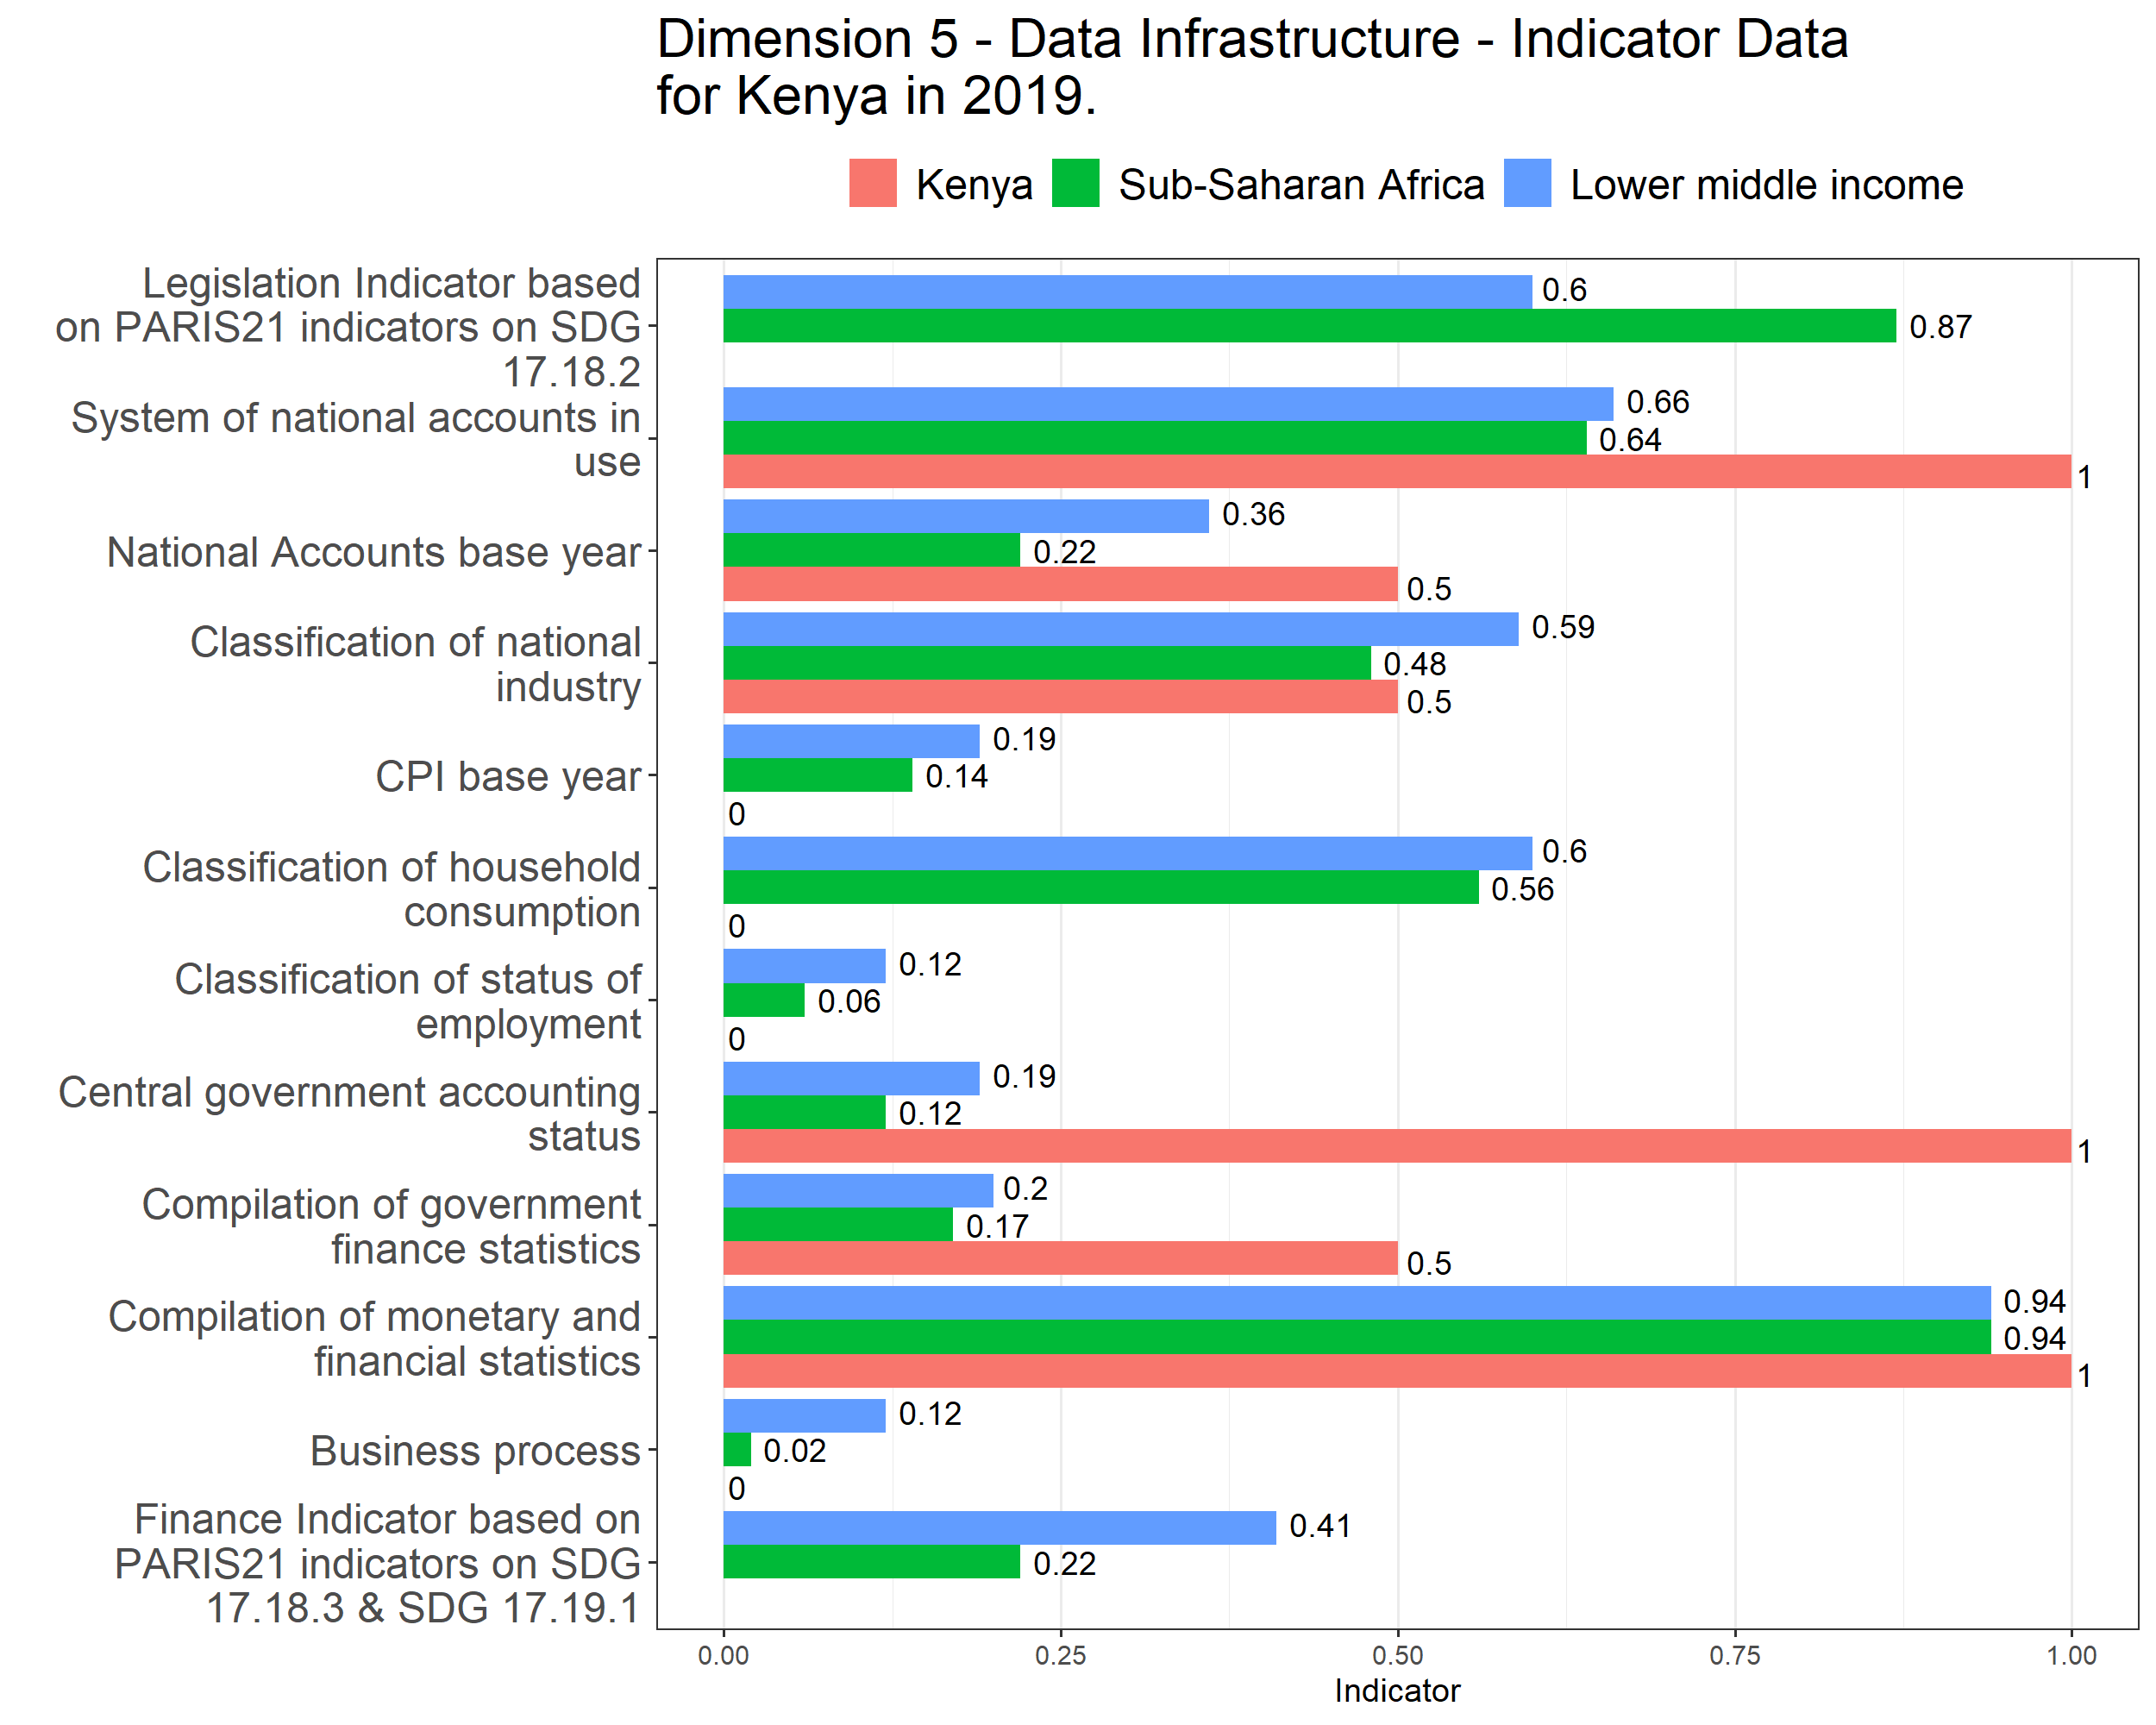 Dimension 5 - Data Infrastructure - Indicator Data
for Kenya in 2019.
Kenya Sub-Saharan Africa Lower middle income
Legislation Indicator based
on PARIS21 indicators on SDG
17.18.2
0.6
0.87
System of national accounts in
use
0.66
0.64
1
National Accounts base year
0.36
0.22
0.5
Classification of national
industry
0.59
0.48
0.5
CPI base year
0.19
0.14
0
Classification of household
consumption
0.6
0.56
0
Classification of status of
employment
0.12
0.06
0
Central government accounting
status
0.19
0.12
1
Compilation of government
finance statistics
0.2
0.17
0.5
Compilation of monetary and
financial statistics
0.94
0.94
1
Business process
0.12
0.02
0
Finance Indicator based on
PARIS21 indicators on SDG
17.18.3 & SDG 17.19.1
0.41
0.22
0.00 0.25 0.50 0.75 1.00
Indicator